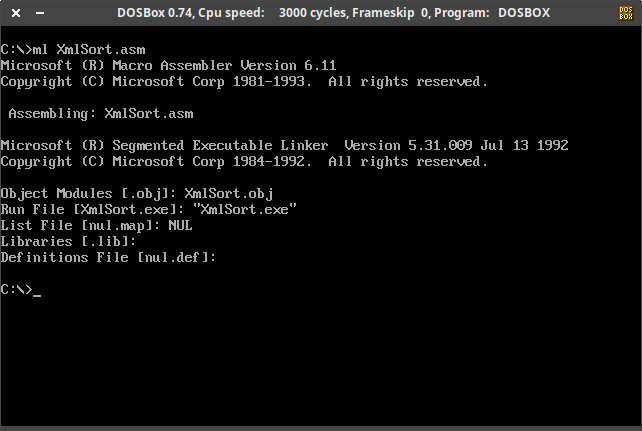 DOSBox 0.74, Cpu speed: 3000 cycles, Frameskip 0, Program: DOSBOX
DOS
BOX
C:\>ml XmlSort.asm
Microsoft (R) Macro Assembler Version 6.11
Copyright (C) Microsoft Corp 1981-1993. All rights reserved.
Assembling: XmlSort.asm
Microsoft (R) Segmented Executable Linker Version 5.31.009 Jul 13 1992
Copyright (C) Microsoft Corp 1984-1992. All rights reserved.
Object Modules [.obj]: XmlSort.obj
Run File [XmlSort.exe]: "XmlSort.exe"
List File [nul.map]: NUL
Libraries [.lib]:
Definitions File [nul.def]:
C:\>_